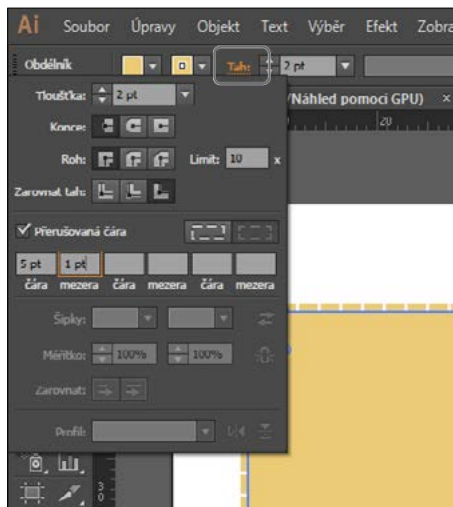 Ai Soubor Úpravy Objekt Text Výběr Efekt Zobra
Obdélník Tah: 2 pt
Tloušťka: 2 pt
/Náhled pomocí GPU) ×
Konce:
20
Roh: Limit: 10 x
Zarovnat tah:
Přerušovaná čára
5 pt 1 pt
čára mezera čára mezera čára mezera
Šipky:
Měřítko: 100% 100%
Zarovnat:
Profil:
3
0